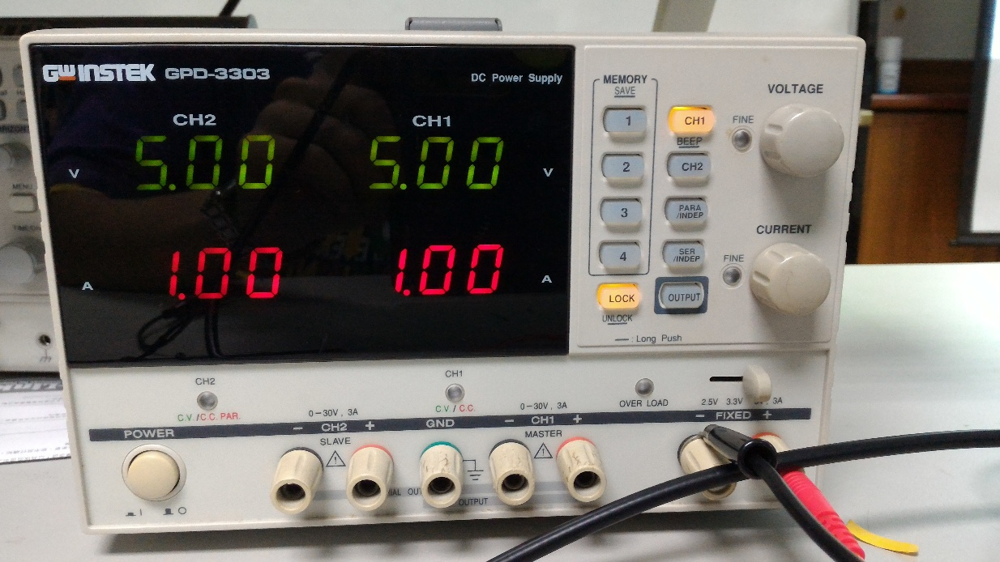 GWINSTEK GPD-3303
DC Power Supply
CH2
CH1
V
5.00
5.00
V
A
1.00
1.00
A
MEMORY
SAVE
1
2
3
4
LOCK
UNLOCK
CH1
BEEP
CH2
PARA
/INDEP
SER
/INDEP
OUTPUT
— : Long Push
VOLTAGE
FINE
CURRENT
FINE
CH2
C.V./C.C. PAR.
CH1
C.V./C.C.
OVER LOAD
2.5V 3.3V 3A
POWER
0-30V, 3A
– CH2 +
SLAVE
GND
0-30V, 3A
– CH1 +
MASTER
– FIXED +
OUTPUT
MENU